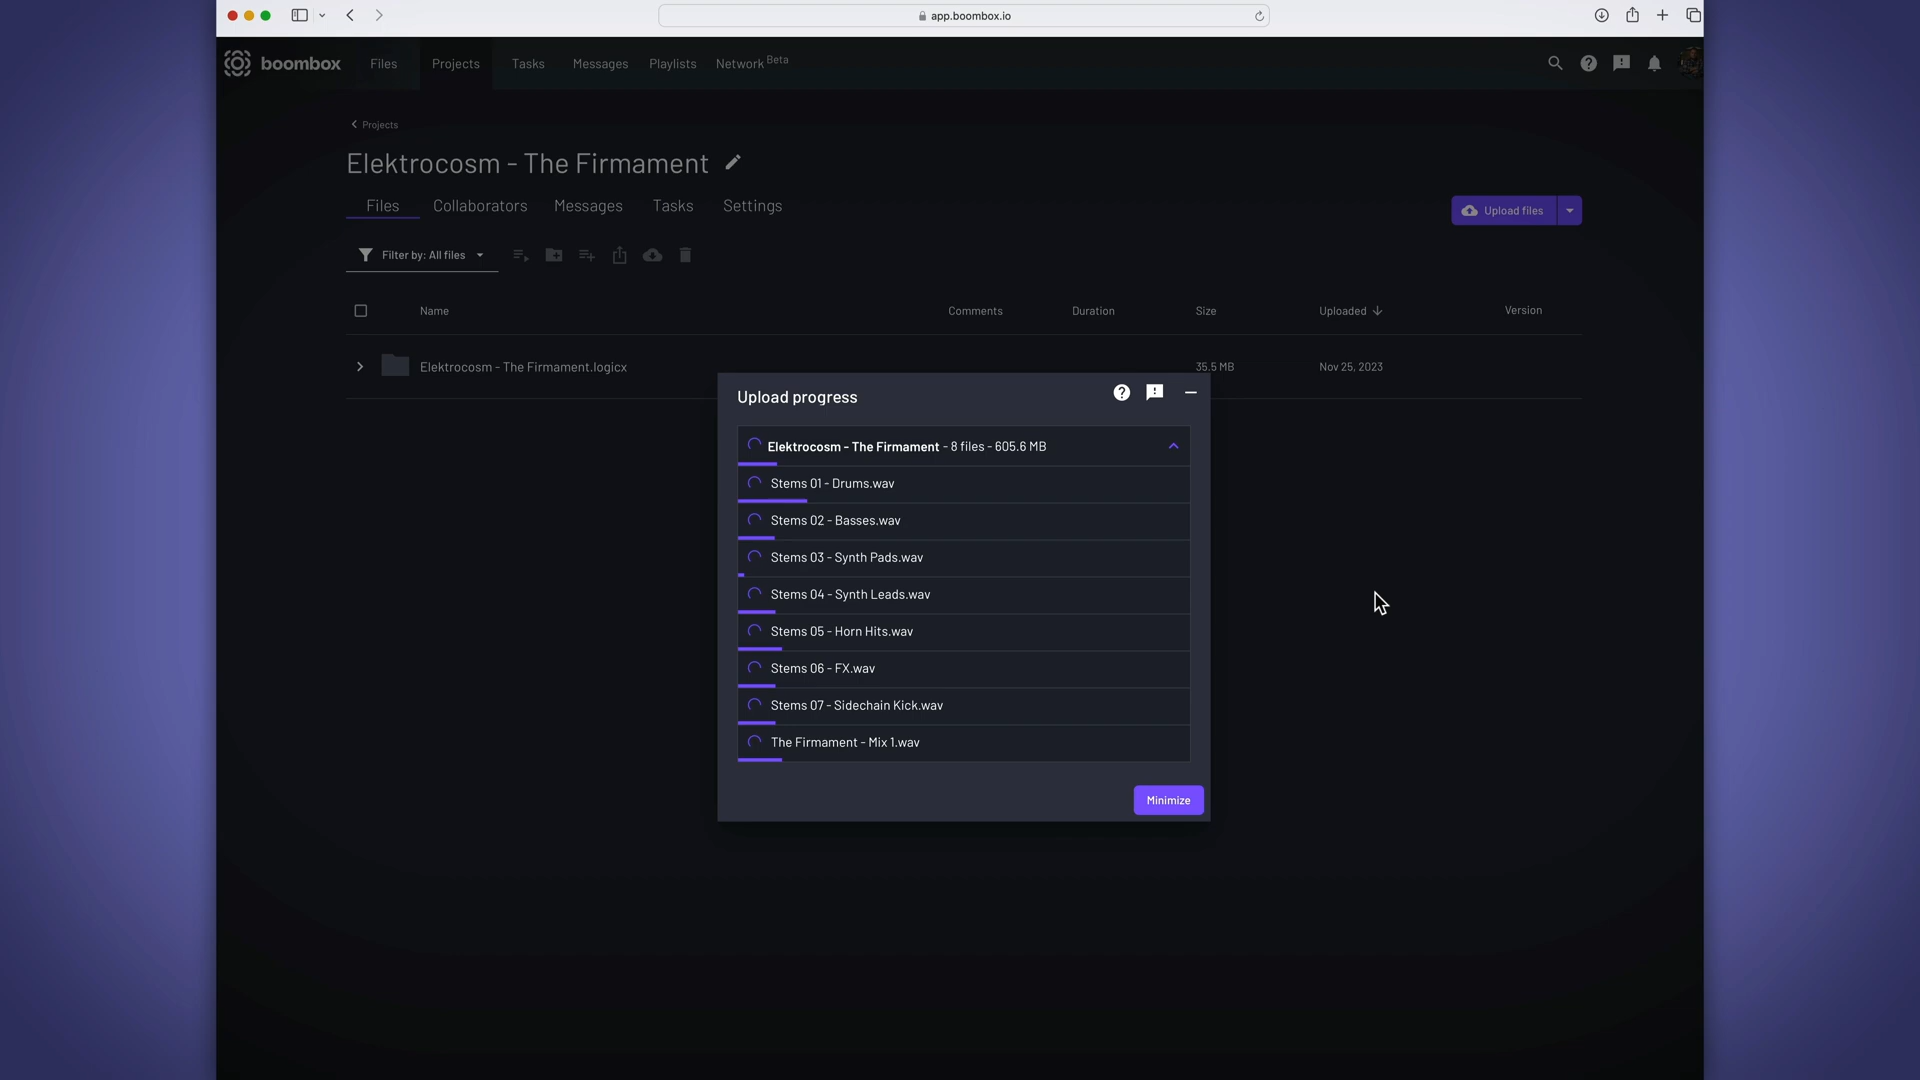 app.boombox.io
boombox Files Projects Tasks Messages Playlists Network Beta
Projects
Elektrocosm - The Firmament
Files Collaborators Messages Tasks Settings
Upload files
Filter by: All files
Name Comments Duration Size Uploaded Version
Elektrocosm - The Firmament.logicx 35.5 MB Nov 25, 2023
Upload progress
Elektrocosm - The Firmament - 8 files - 605.6 MB
Stems 01 - Drums.wav
Stems 02 - Basses.wav
Stems 03 - Synth Pads.wav
Stems 04 - Synth Leads.wav
Stems 05 - Horn Hits.wav
Stems 06 - FX.wav
Stems 07 - Sidechain Kick.wav
The Firmament - Mix 1.wav
Minimize